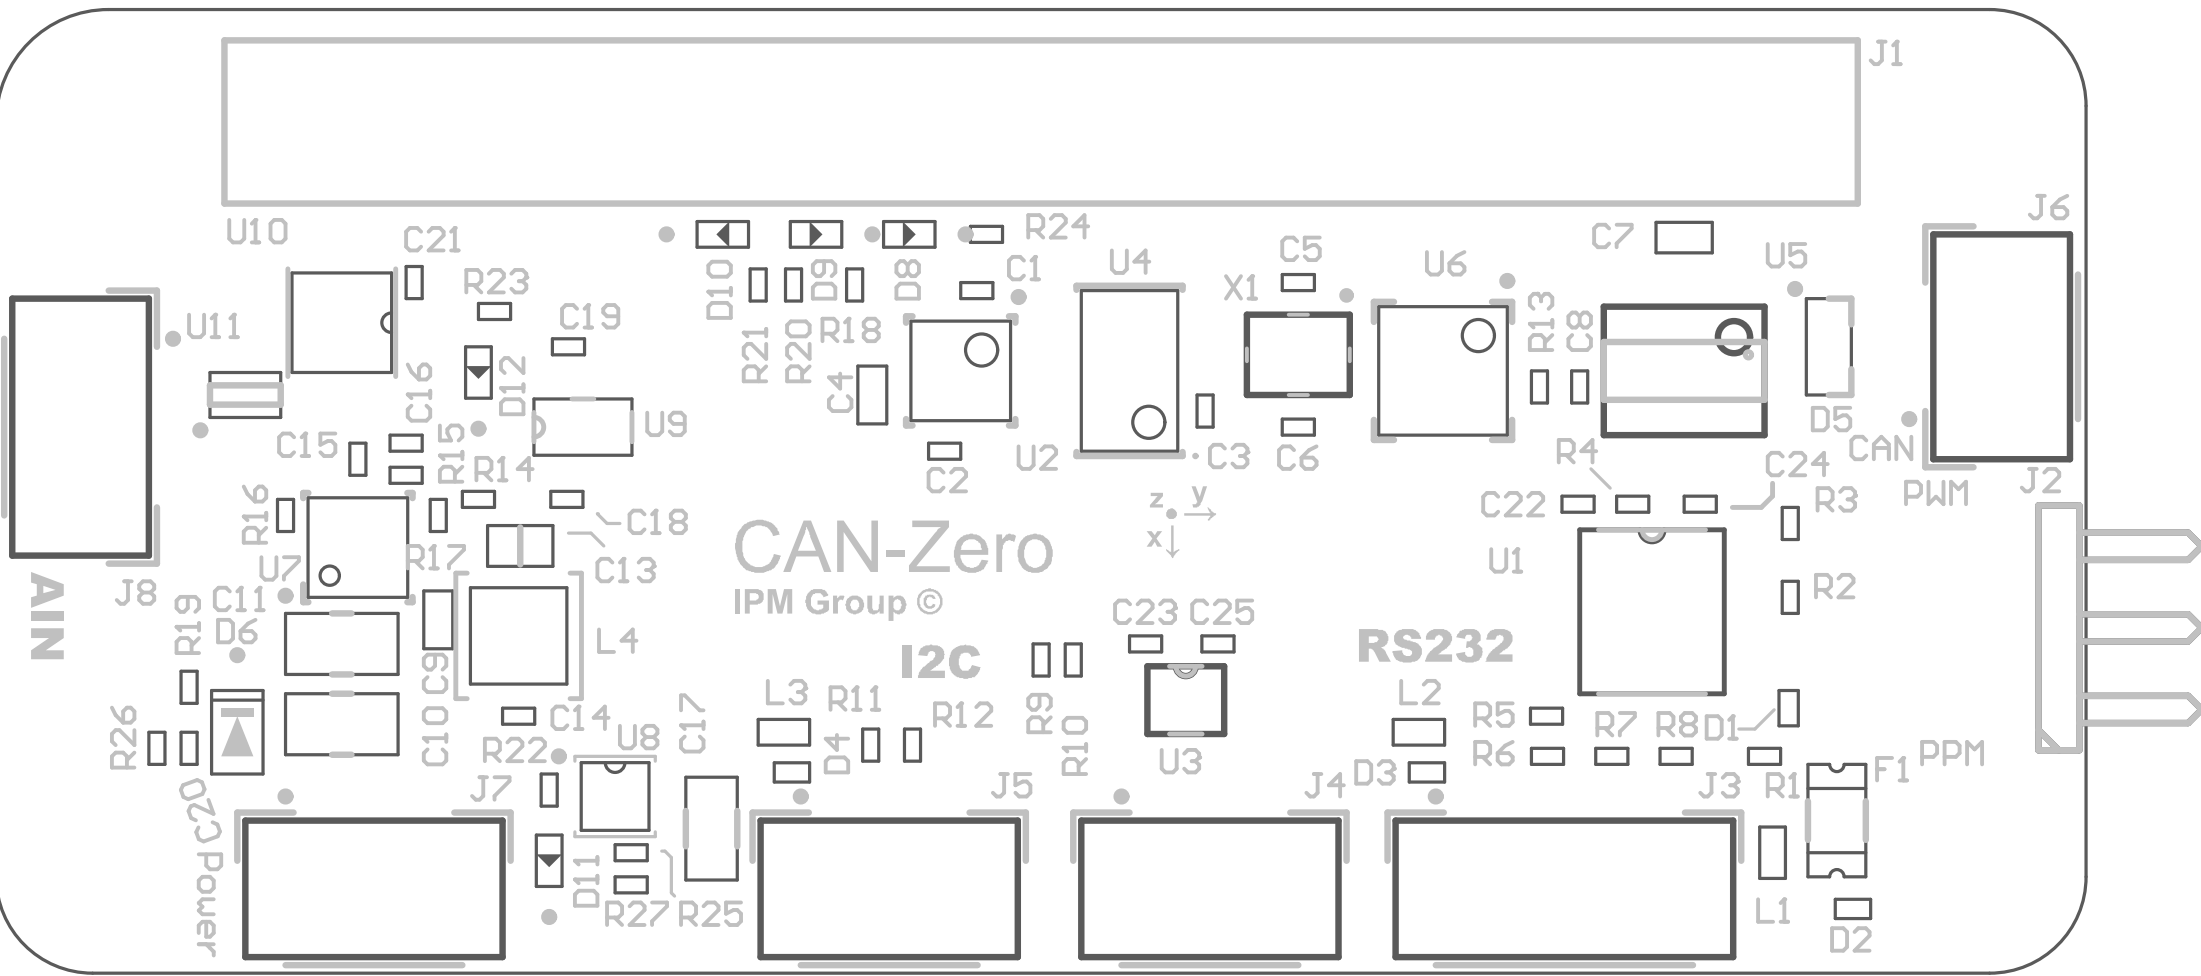 J1
J6
U10
C21
R24
C7
U5
C5
U4
U6
C1
X1
R23
D10
D9
D8
U11
C19
R18
R21
R20
R13
C8
D12
C16
C4
D5
CAN
U9
C15
R15
R14
U2
C3
C6
R4
C24
J2
C2
PWM
R16
z
y
x
C18
C22
R3
CAN-Zero
U7
R17
C13
U1
IPM Group ©
J8
AIN
R19
C11
D6
C23
C25
R2
L4
I2C
RS232
C9
L3
R11
R12
L2
R9
R10
R26
C10
C14
R22
U8
C17
D4
U3
R5
R7
R8
D1
R6
D3
F1
PPM
J7
J5
J4
J3
R1
C20
Power
D11
R27
R25
L1
D2